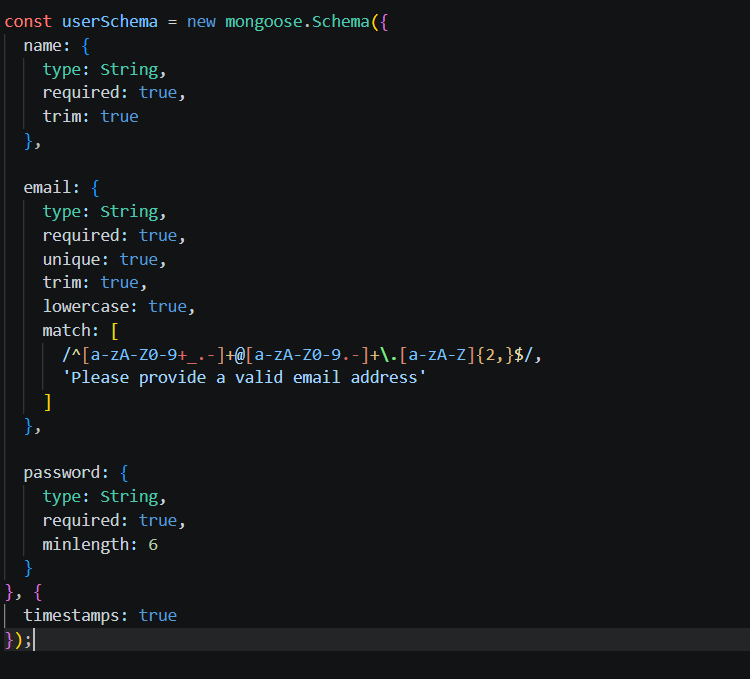 const userSchema = new mongoose.Schema({
  name: {
    type: String,
    required: true,
    trim: true
  },

  email: {
    type: String,
    required: true,
    unique: true,
    trim: true,
    lowercase: true,
    match: [
      /^[a-zA-Z0-9+_.-]+@[a-zA-Z0-9.-]+\.[a-zA-Z]{2,}$/,
      'Please provide a valid email address'
    ]
  },

  password: {
    type: String,
    required: true,
    minlength: 6
  }
}, {
  timestamps: true
});